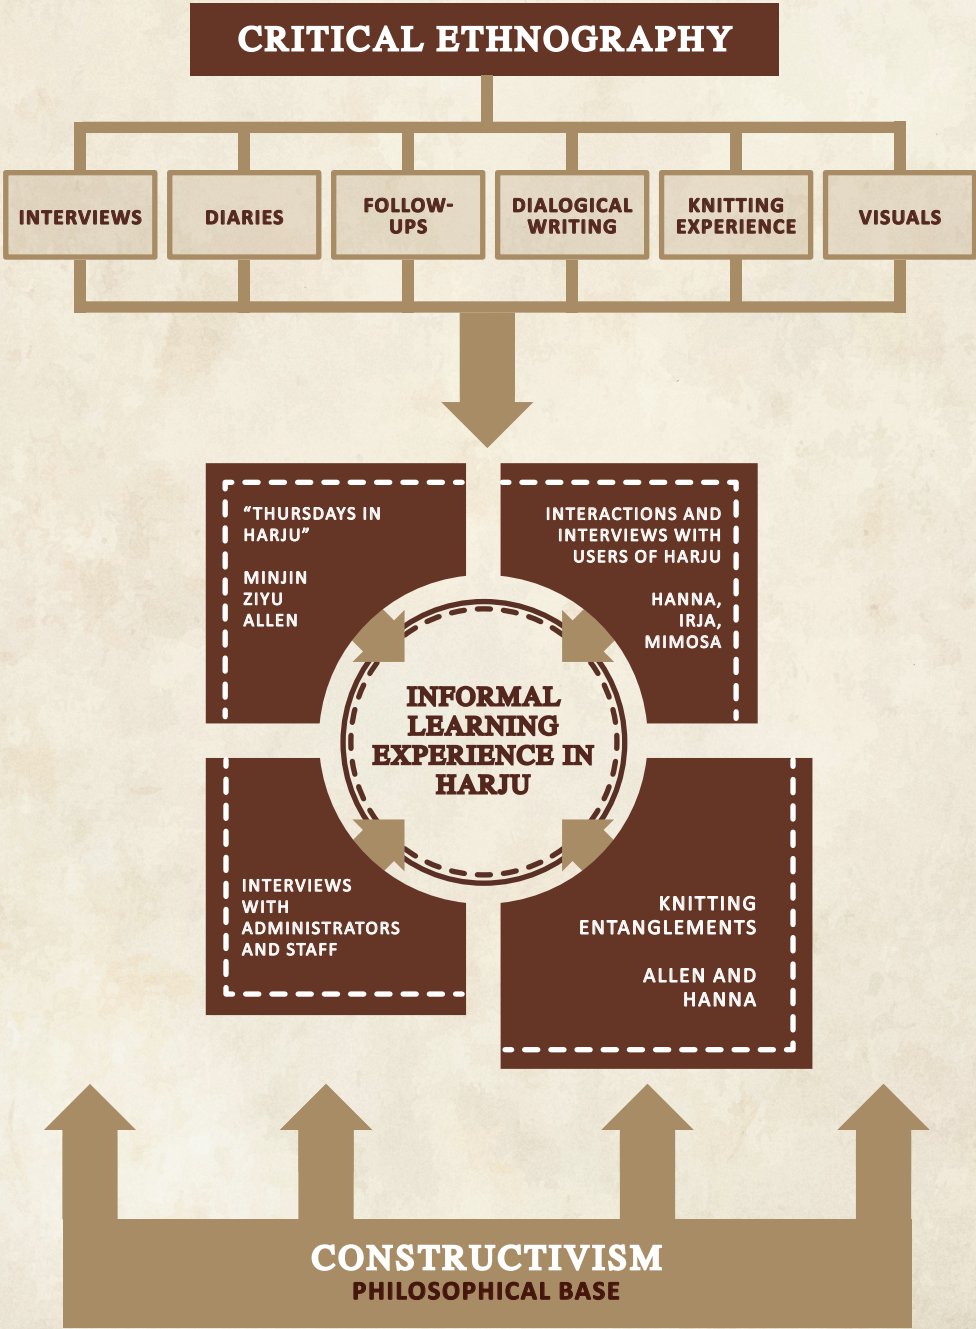 CRITICAL ETHNOGRAPHY
INTERVIEWS
DIARIES
FOLLOW-
UPS
DIALOGICAL
WRITING
KNITTING
EXPERIENCE
VISUALS
“THURSDAYS IN
HARJU”
MINJIN
ZIYU
ALLEN
INTERACTIONS AND
INTERVIEWS WITH
USERS OF HARJU
HANNA,
IRJA,
MIMOSA
INFORMAL
LEARNING
EXPERIENCE IN
HARJU
INTERVIEWS
WITH
ADMINISTRATORS
AND STAFF
KNITTING
ENTANGLEMENTS
ALLEN AND
HANNA
CONSTRUCTIVISM
PHILOSOPHICAL BASE